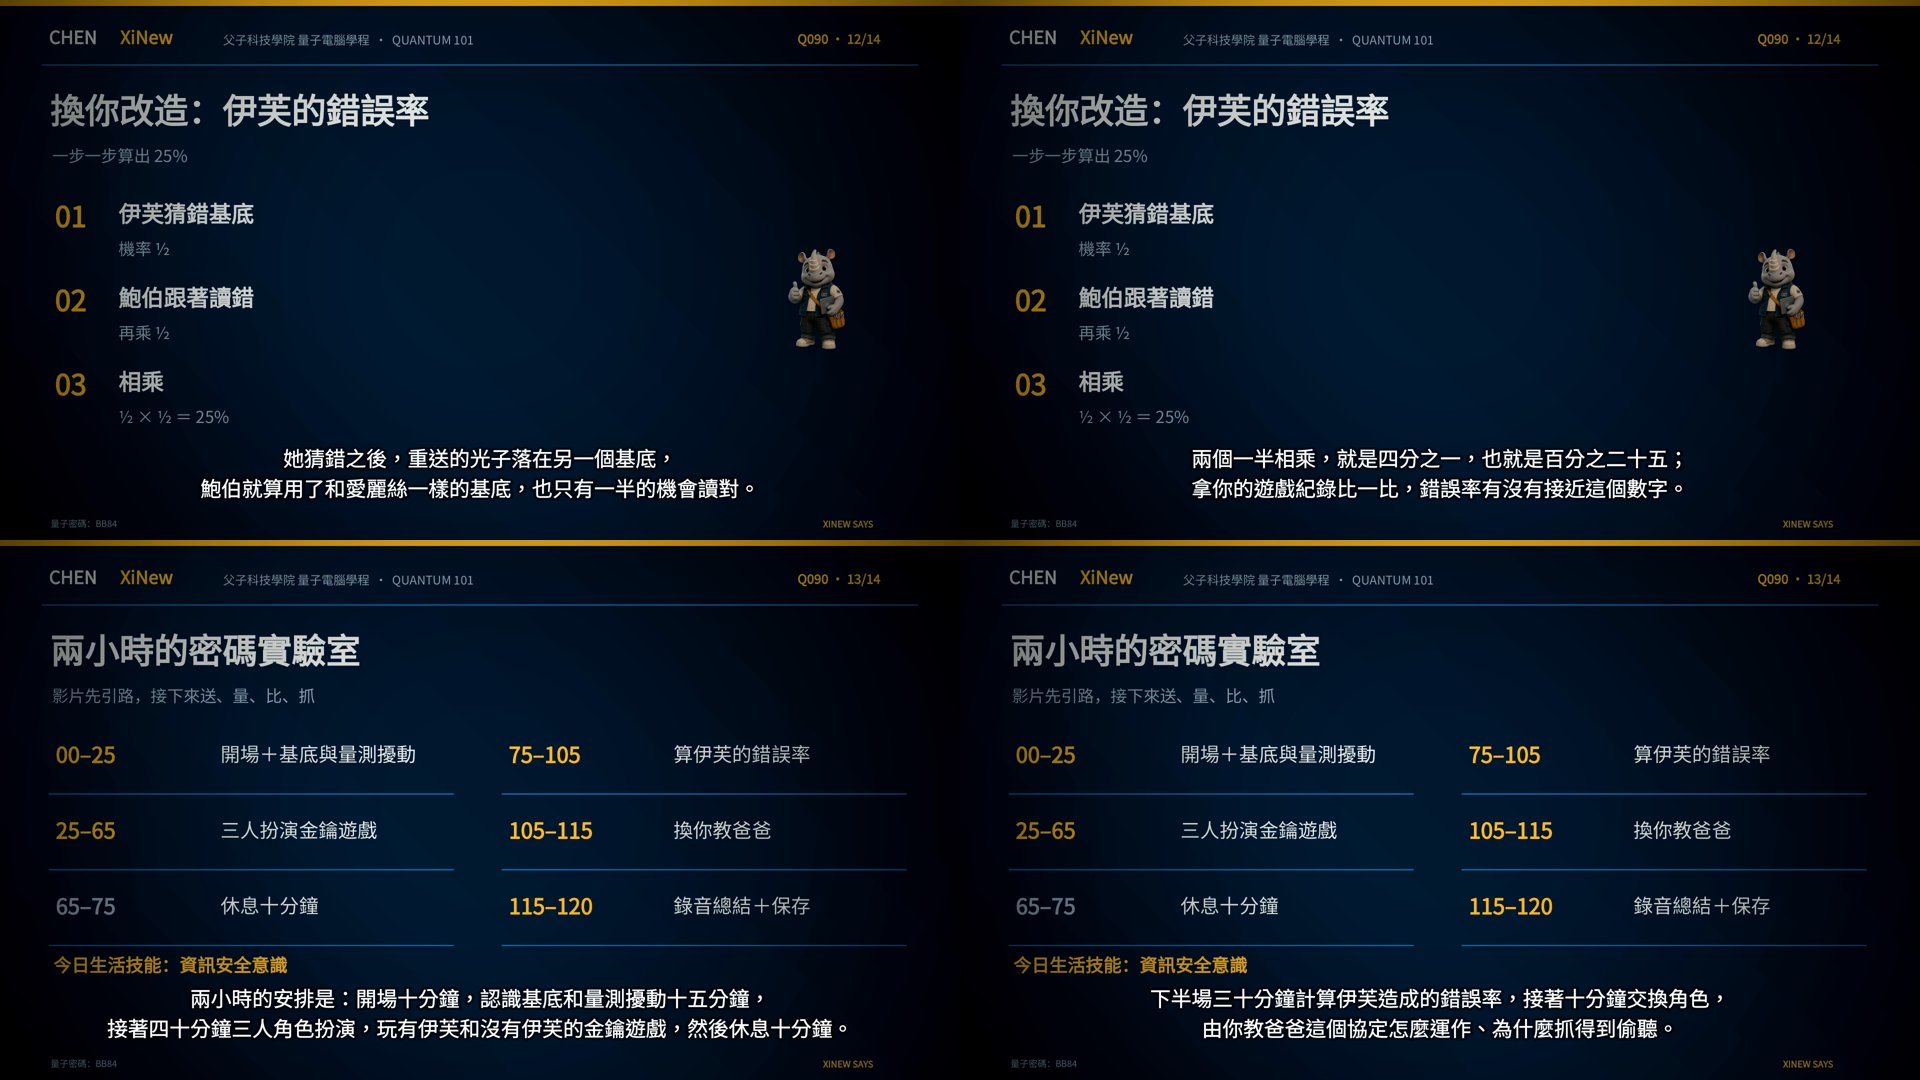 CHEN XiNew 父子科技學院 量子電腦學程 · QUANTUM 101 Q090 · 12/14
換你改造：伊芙的錯誤率
一步一步算出 25%
01 伊芙猜錯基底
機率 ½
02 鮑伯跟著讀錯
再乘 ½
03 相乘
½ × ½ = 25%
她猜錯之後，重送的光子落在另一個基底，
鮑伯就算用了和愛麗絲一樣的基底，也只有一半的機會讀對。
量子密碼：BB84 XINEW SAYS
CHEN XiNew 父子科技學院 量子電腦學程 · QUANTUM 101 Q090 · 12/14
換你改造：伊芙的錯誤率
一步一步算出 25%
01 伊芙猜錯基底
機率 ½
02 鮑伯跟著讀錯
再乘 ½
03 相乘
½ × ½ = 25%
兩個一半相乘，就是四分之一，也就是百分之二十五；
拿你的遊戲紀錄比一比，錯誤率有沒有接近這個數字。
量子密碼：BB84 XINEW SAYS
CHEN XiNew 父子科技學院 量子電腦學程 · QUANTUM 101 Q090 · 13/14
兩小時的密碼實驗室
影片先引路，接下來送、量、比、抓
00–25 開場＋基底與量測擾動 75–105 算伊芙的錯誤率
25–65 三人扮演金鑰遊戲 105–115 換你教爸爸
65–75 休息十分鐘 115–120 錄音總結＋保存
今日生活技能：資訊安全意識
兩小時的安排是：開場十分鐘，認識基底和量測擾動十五分鐘，
接著四十分鐘三人角色扮演，玩有伊芙和沒有伊芙的金鑰遊戲，然後休息十分鐘。
量子密碼：BB84 XINEW SAYS
CHEN XiNew 父子科技學院 量子電腦學程 · QUANTUM 101 Q090 · 13/14
兩小時的密碼實驗室
影片先引路，接下來送、量、比、抓
00–25 開場＋基底與量測擾動 75–105 算伊芙的錯誤率
25–65 三人扮演金鑰遊戲 105–115 換你教爸爸
65–75 休息十分鐘 115–120 錄音總結＋保存
今日生活技能：資訊安全意識
下半場三十分鐘計算伊芙造成的錯誤率，接著十分鐘交換角色，
由你教爸爸這個協定怎麼運作、為什麼抓得到偷聽。
量子密碼：BB84 XINEW SAYS